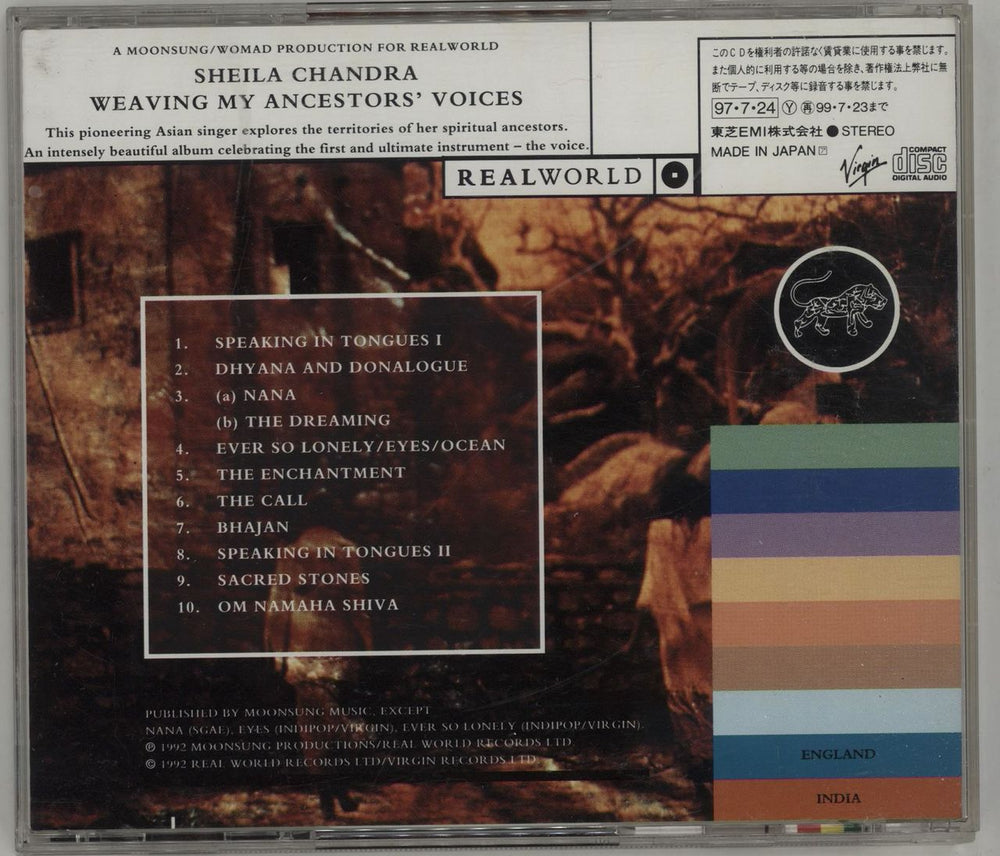 A MOONSUNG/WOMAD PRODUCTION FOR REALWORLD
SHEILA CHANDRA
WEAVING MY ANCESTORS' VOICES
This pioneering Asian singer explores the territories of her spiritual ancestors.
An intensely beautiful album celebrating the first and ultimate instrument – the voice.
REALWORLD
このCDを権利者の許諾なく賃貸業に使用する事を禁じます。
また個人的に利用する等の場合を除き、著作権法上弊社に無
断でテープ、ディスク等に録音する事を禁じます。
97・7・24 Ⓨ 再 99・7・23まで
東芝EMI株式会社 ● STEREO
MADE IN JAPAN
Virgin
COMPACT
disc
DIGITAL AUDIO
1. SPEAKING IN TONGUES I
2. DHYANA AND DONALOGUE
3. (a) NANA
(b) THE DREAMING
4. EVER SO LONELY/EYES/OCEAN
5. THE ENCHANTMENT
6. THE CALL
7. BHAJAN
8. SPEAKING IN TONGUES II
9. SACRED STONES
10. OM NAMAHA SHIVA
PUBLISHED BY MOONSUNG MUSIC, EXCEPT
NANA (SGAE), EYES (INDIPOP/VIRGIN), EVER SO LONELY (INDIPOP/VIRGIN).
℗ 1992 MOONSUNG PRODUCTIONS/REAL WORLD RECORDS LTD
© 1992 REAL WORLD RECORDS LTD/VIRGIN RECORDS LTD.
ENGLAND
INDIA